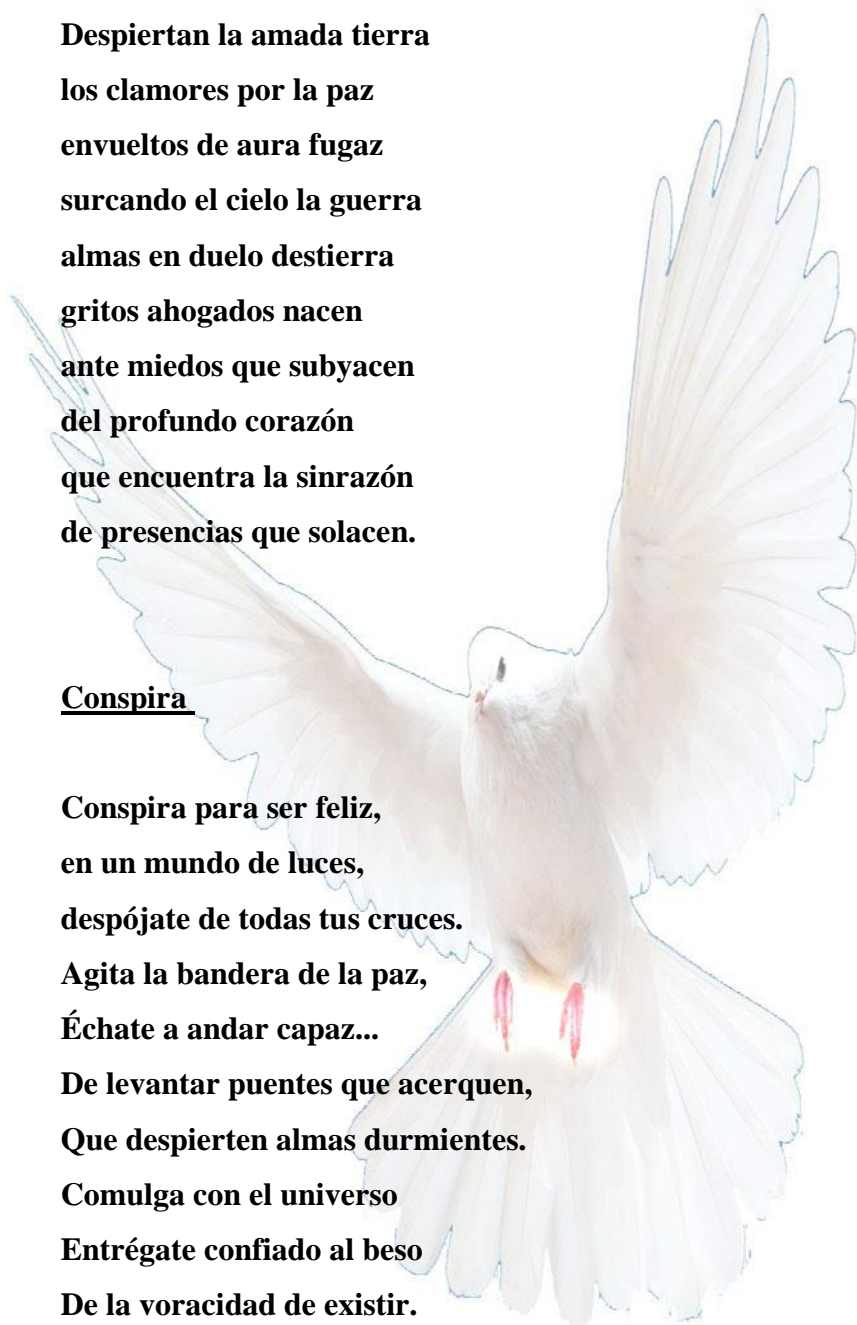 Despiertan la amada tierra
los clamores por la paz
envueltos de aura fugaz
surcando el cielo la guerra
almas en duelo destierra
gritos ahogados nacen
ante miedos que subyacen
del profundo corazón
que encuentra la sinrazón
de presencias que solacen.
Conspira
Conspira para ser feliz,
en un mundo de luces,
despójate de todas tus cruces.
Agita la bandera de la paz,
Échate a andar capaz...
De levantar puentes que acerquen,
Que despierten almas durmientes.
Comulga con el universo
Entrégate confiado al beso
De la voracidad de existir.